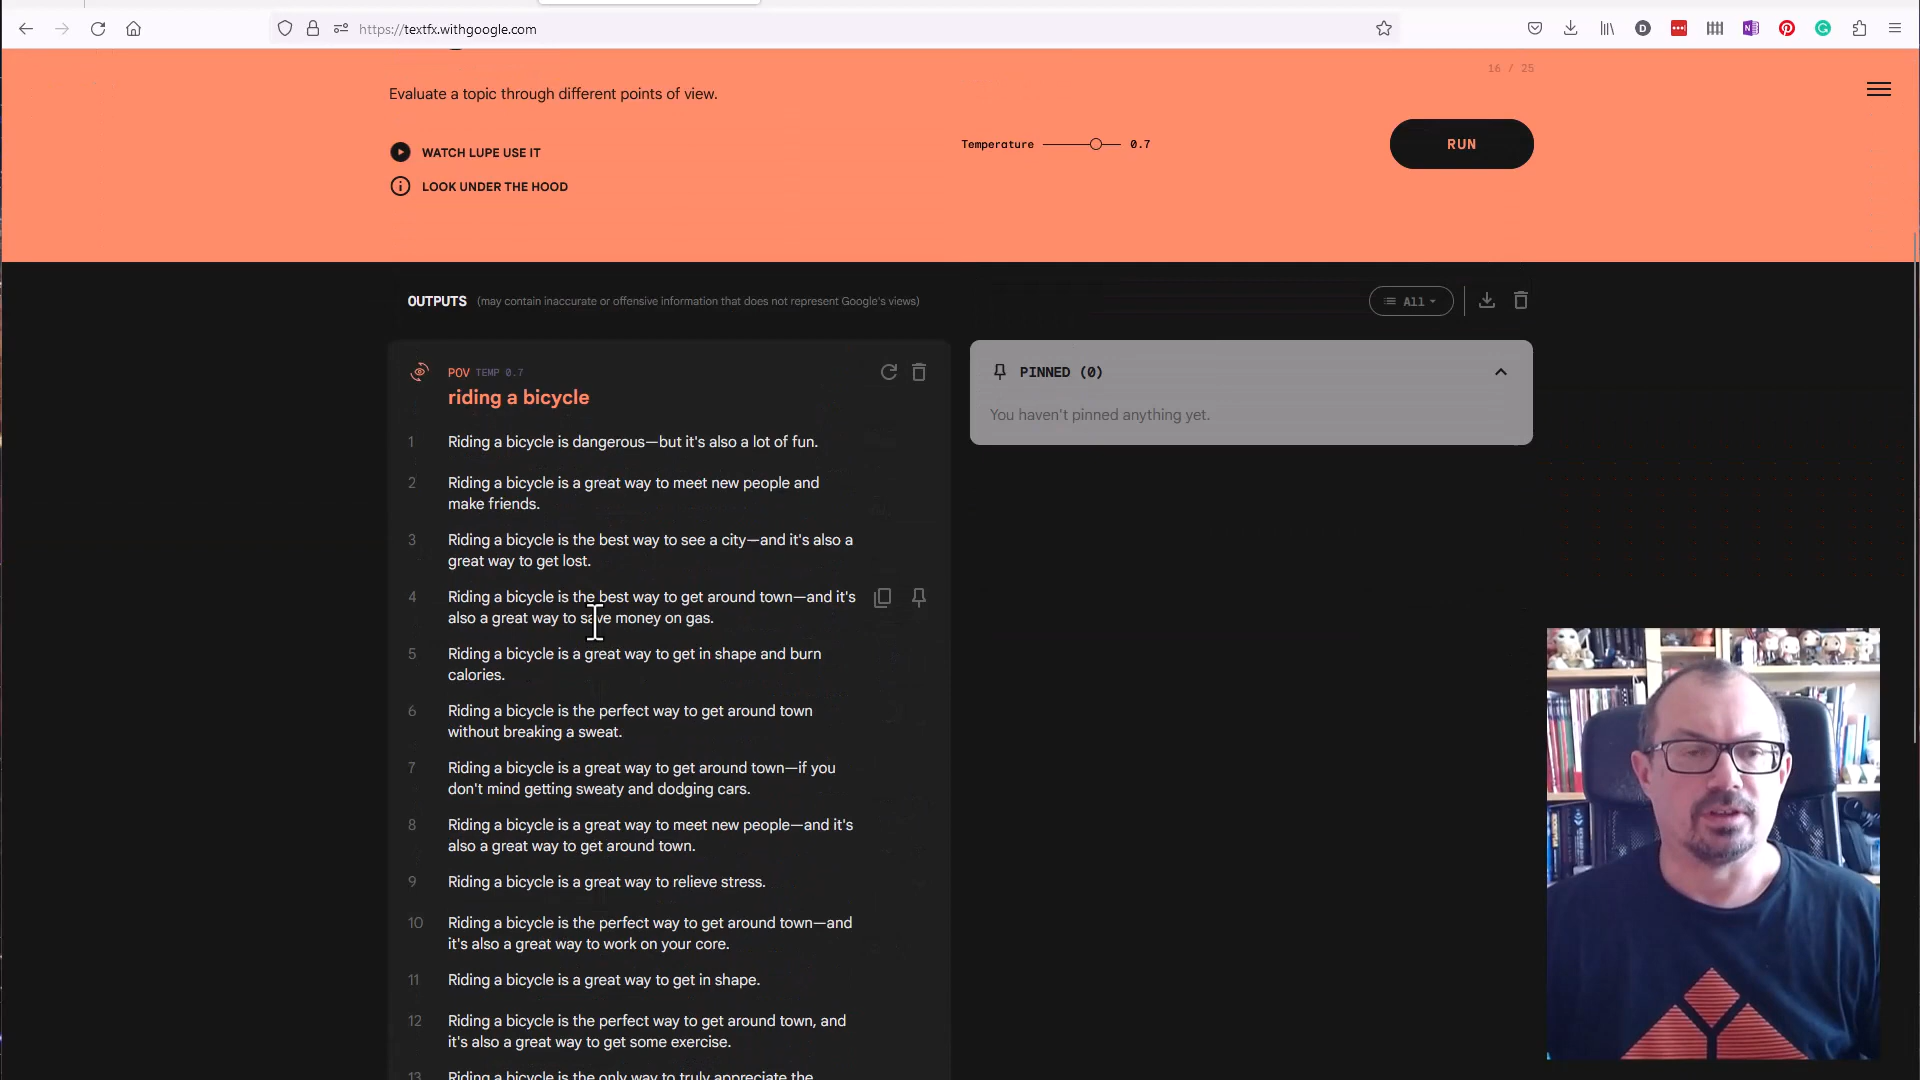 https://textfx.withgoogle.com
16 / 25
Evaluate a topic through different points of view.
Temperature 0.7
RUN
WATCH LUPE USE IT
LOOK UNDER THE HOOD
OUTPUTS (may contain inaccurate or offensive information that does not represent Google's views)
All
POV TEMP 0.7
riding a bicycle
1 Riding a bicycle is dangerous—but it's also a lot of fun.
2 Riding a bicycle is a great way to meet new people and
make friends.
3 Riding a bicycle is the best way to see a city—and it's also a
great way to get lost.
4 Riding a bicycle is the best way to get around town—and it's
also a great way to save money on gas.
5 Riding a bicycle is a great way to get in shape and burn
calories.
6 Riding a bicycle is the perfect way to get around town
without breaking a sweat.
7 Riding a bicycle is a great way to get around town—if you
don't mind getting sweaty and dodging cars.
8 Riding a bicycle is a great way to meet new people—and it's
also a great way to get around town.
9 Riding a bicycle is a great way to relieve stress.
10 Riding a bicycle is the perfect way to get around town—and
it's also a great way to work on your core.
11 Riding a bicycle is a great way to get in shape.
12 Riding a bicycle is the perfect way to get around town, and
it's also a great way to get some exercise.
13 Riding a bicycle is the only way to truly appreciate the
PINNED (0)
You haven't pinned anything yet.